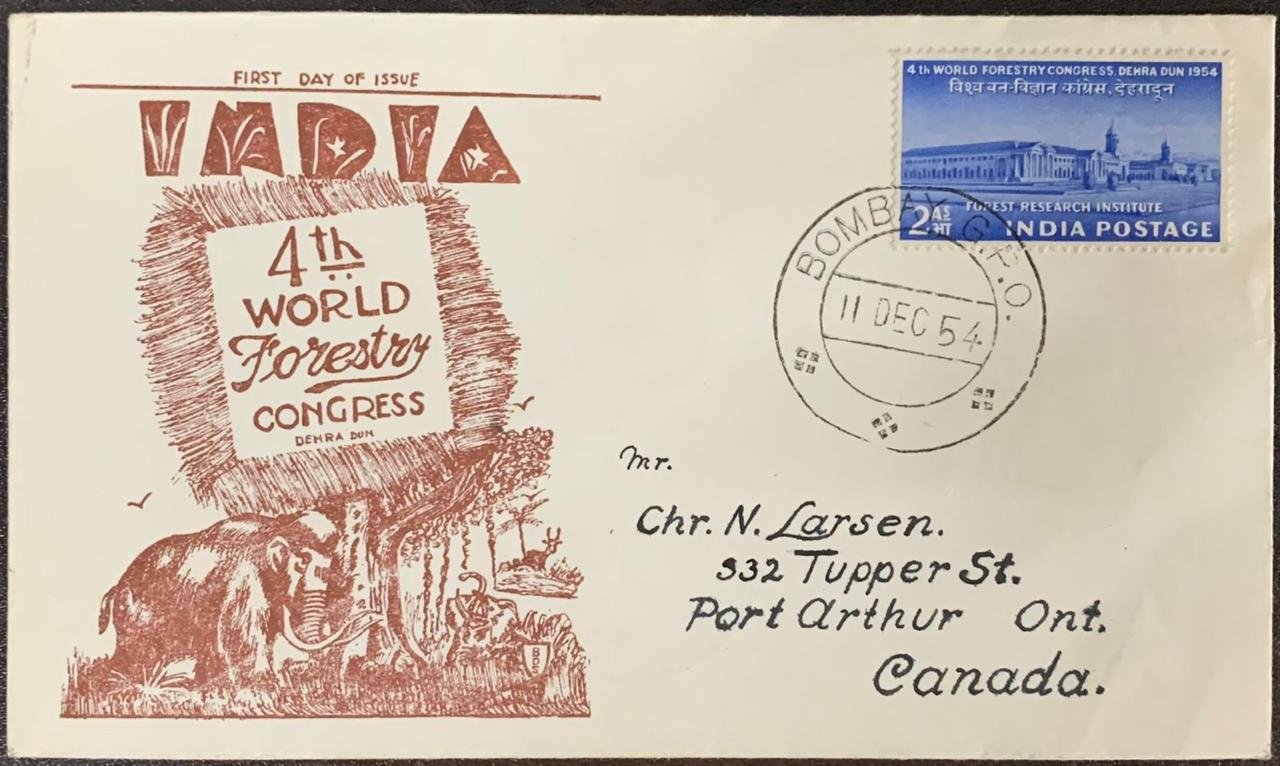 FIRST DAY OF ISSUE
INDIA
4th
WORLD
Forestry
CONGRESS
DEHRA DUN
BDS
4th WORLD FORESTRY CONGRESS, DEHRA DUN 1954
विश्व वन-विज्ञान कांग्रेस, देहरादून
FOREST RESEARCH INSTITUTE
2 AS आ INDIA POSTAGE
BOMBAY G.P.O.
11 DEC 54
Mr.
Chr. N. Larsen.
332 Tupper St.
Port Arthur Ont.
Canada.